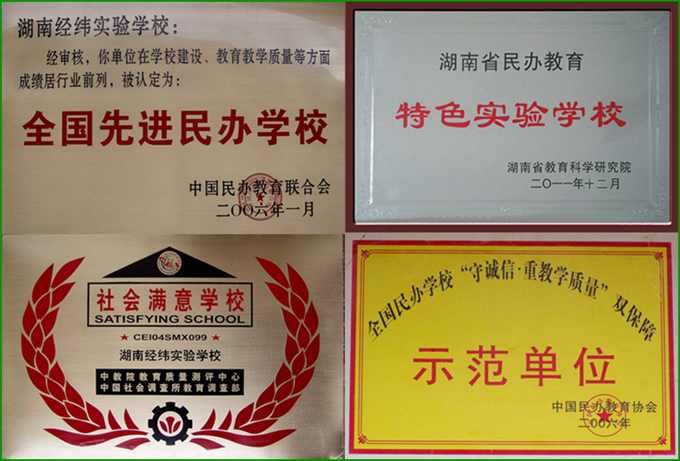 湖南经纬实验学校：
经审核，你单位在学校建设、教育教学质量等方面
成绩居行业前列，被认定为：
全国先进民办学校
中国民办教育联合会
二〇〇六年一月
湖南省民办教育
特色实验学校
湖南省教育科学研究院
二〇一一年十二月
社会满意学校
SATISFYING SCHOOL
★ CEI04SMX099 ★
湖南经纬实验学校
中教院教育质量测评中心
中国社会调查所教育调查部
全国民办学校“守诚信·重教学质量”双保障
示范单位
中国民办教育协会
二〇〇六年